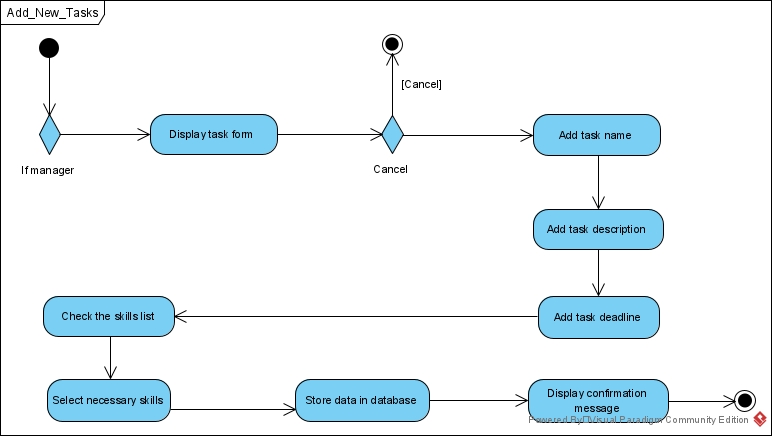 Add_New_Tasks
[Cancel]
Display task form
Add task name
If manager
Cancel
Add task description
Check the skills list
Add task deadline
Select necessary skills
Store data in database
Display confirmation
message
Powered By Visual Paradigm Community Edition